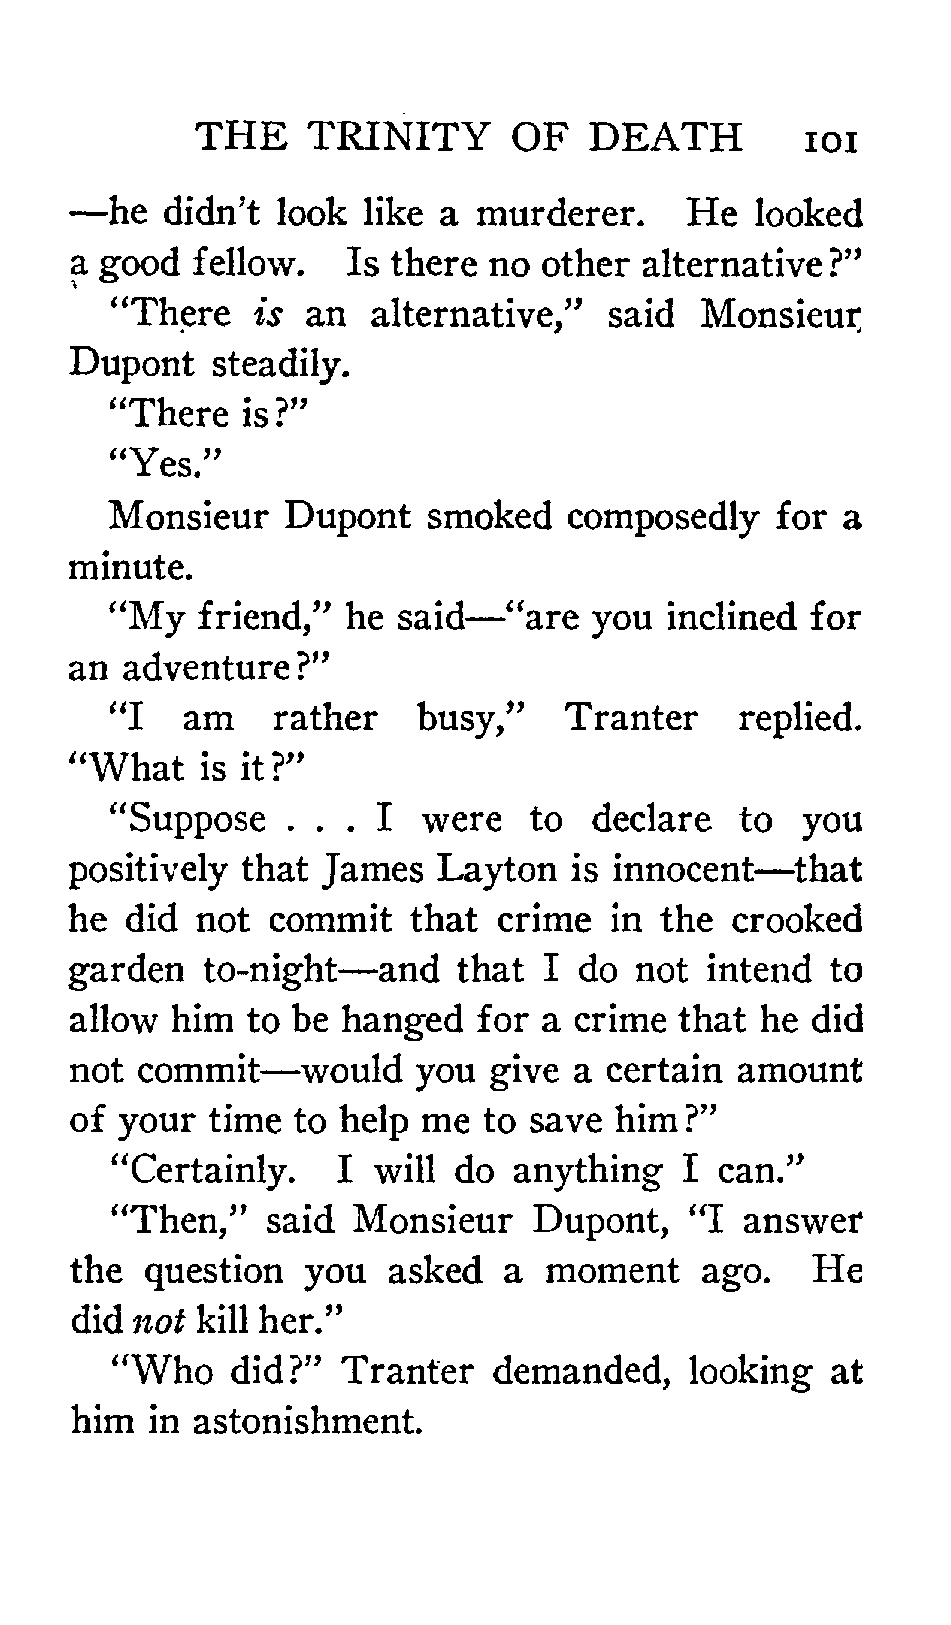 THE TRINITY OF DEATH 101
—he didn't look like a murderer. He looked
a good fellow. Is there no other alternative?"
"There is an alternative," said Monsieur
Dupont steadily.
"There is?"
"Yes."
Monsieur Dupont smoked composedly for a
minute.
"My friend," he said—"are you inclined for
an adventure?"
"I am rather busy," Tranter replied.
"What is it?"
"Suppose . . . I were to declare to you
positively that James Layton is innocent—that
he did not commit that crime in the crooked
garden to-night—and that I do not intend to
allow him to be hanged for a crime that he did
not commit—would you give a certain amount
of your time to help me to save him?"
"Certainly. I will do anything I can."
"Then," said Monsieur Dupont, "I answer
the question you asked a moment ago. He
did not kill her."
"Who did?" Tranter demanded, looking at
him in astonishment.